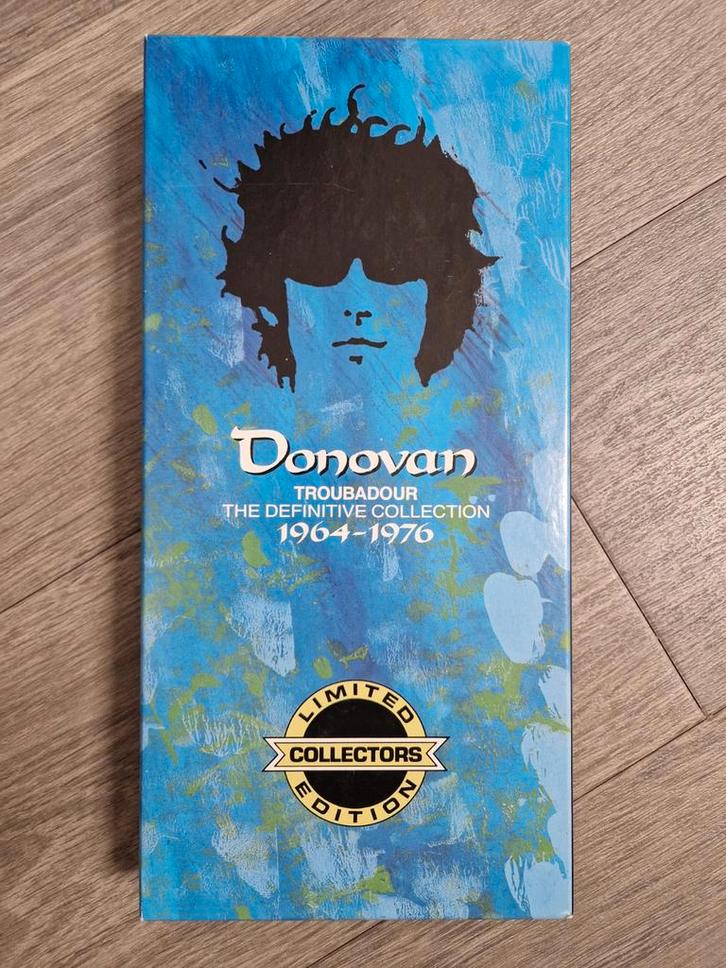 Donovan
TROUBADOUR
THE DEFINITIVE COLLECTION
1964-1976
LIMITED
COLLECTORS
EDITION